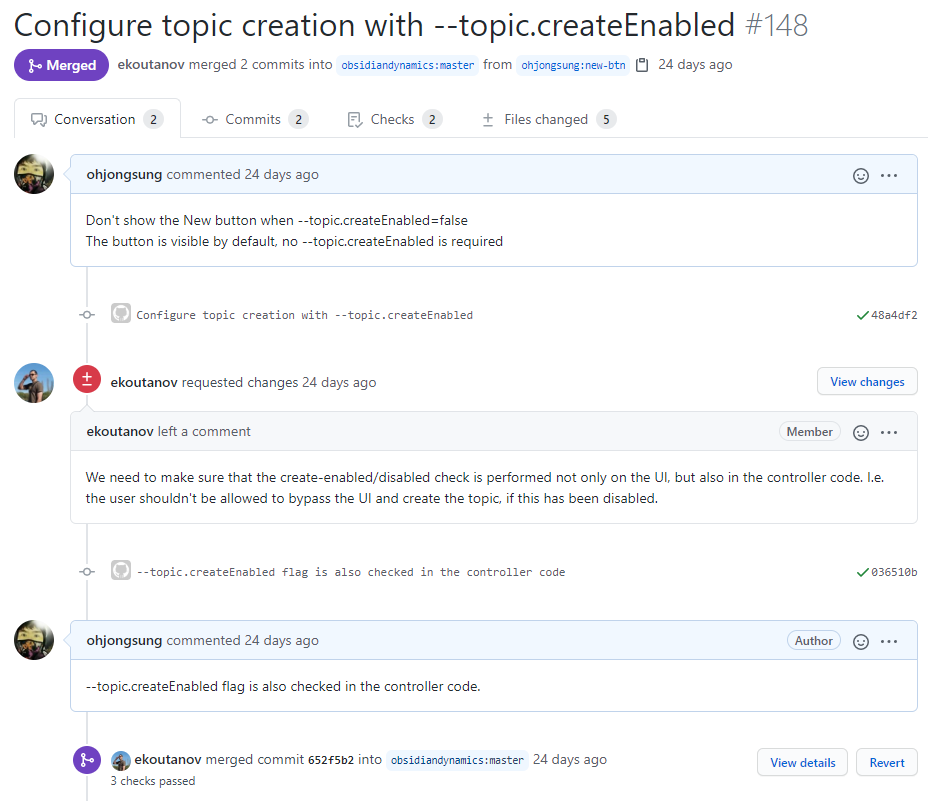 Configure topic creation with --topic.createEnabled #148
Merged ekoutanov merged 2 commits into obsidiandynamics:master from ohjongsung:new-btn 24 days ago
Conversation 2 Commits 2 Checks 2 Files changed 5
ohjongsung commented 24 days ago
Don't show the New button when --topic.createEnabled=false
The button is visible by default, no --topic.createEnabled is required
Configure topic creation with --topic.createEnabled 48a4df2
ekoutanov requested changes 24 days ago View changes
ekoutanov left a comment Member
We need to make sure that the create-enabled/disabled check is performed not only on the UI, but also in the controller code. I.e.
the user shouldn't be allowed to bypass the UI and create the topic, if this has been disabled.
--topic.createEnabled flag is also checked in the controller code 036510b
ohjongsung commented 24 days ago Author
--topic.createEnabled flag is also checked in the controller code.
ekoutanov merged commit 652f5b2 into obsidiandynamics:master 24 days ago View details Revert
3 checks passed